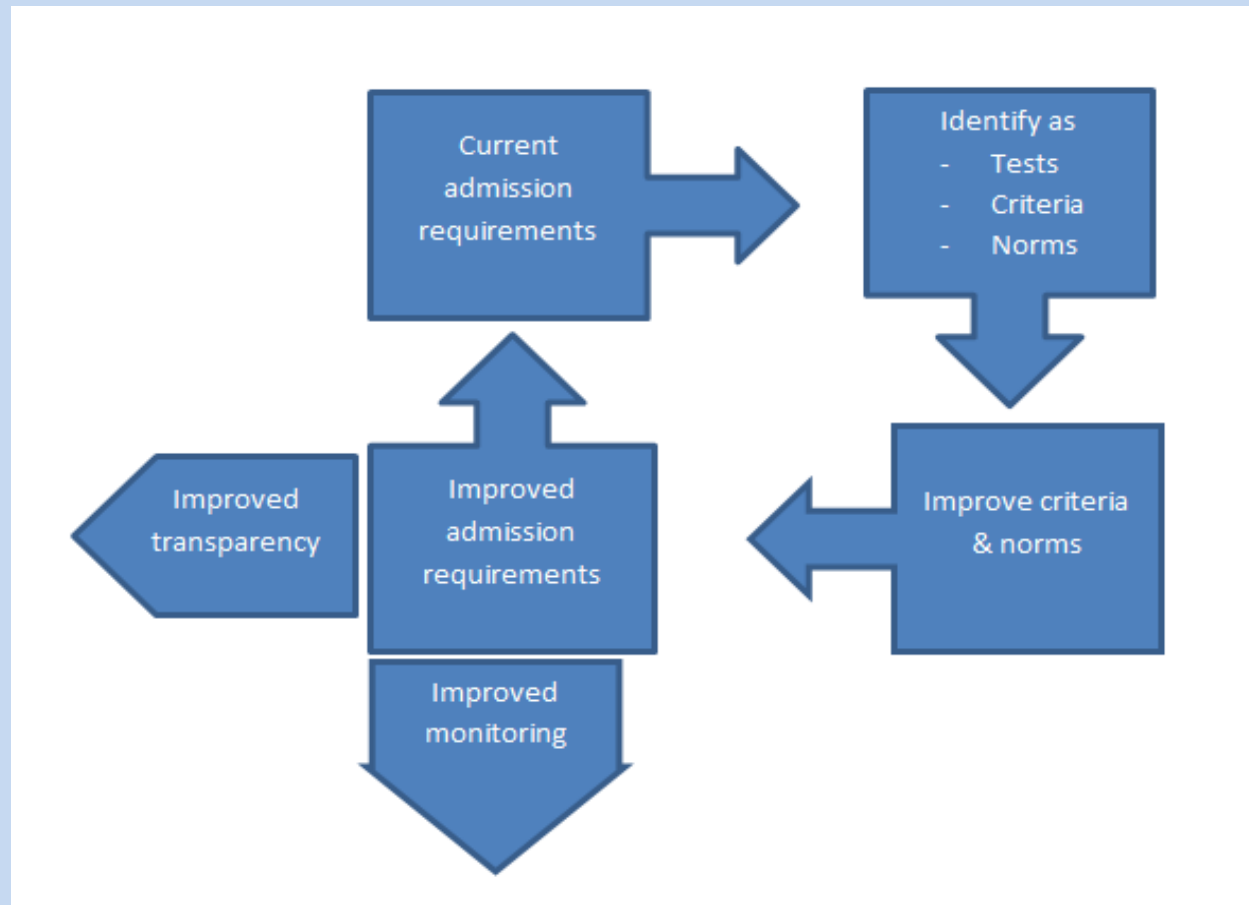 Current
admission
requirements
Identify as
- Tests
- Criteria
- Norms
Improve criteria
& norms
Improved
admission
requirements
Improved
transparency
Improved
monitoring